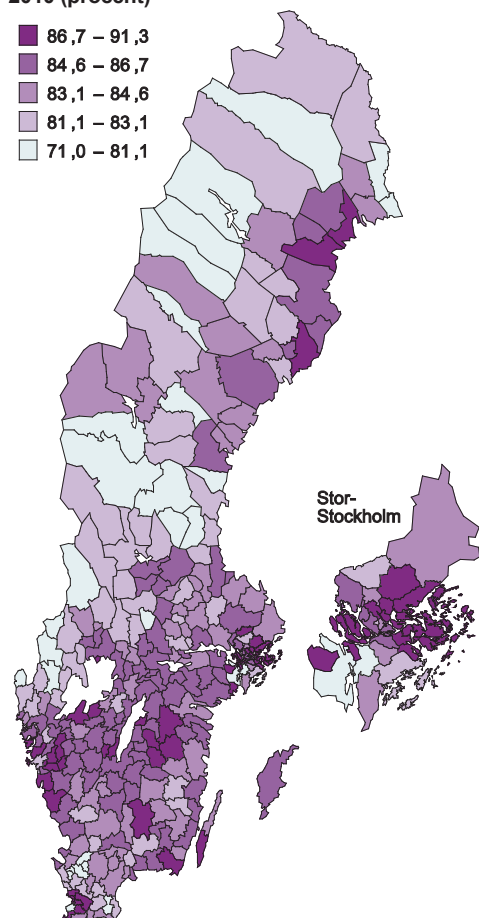 2010 (procent)
86,7 – 91,3
84,6 – 86,7
83,1 – 84,6
81,1 – 83,1
71,0 – 81,1
Stor-
Stockholm